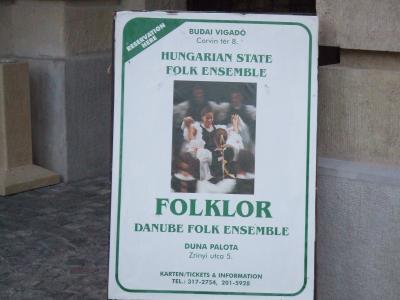 RESERVATION
HERE
BUDAI VIGADÓ
Corvin tér 8.
HUNGARIAN STATE
FOLK ENSEMBLE
FOLKLOR
DANUBE FOLK ENSEMBLE
DUNA PALOTA
Zrínyi utca 5.
KARTEN/TICKETS & INFORMATION
TEL.: 317-2754, 201-5928